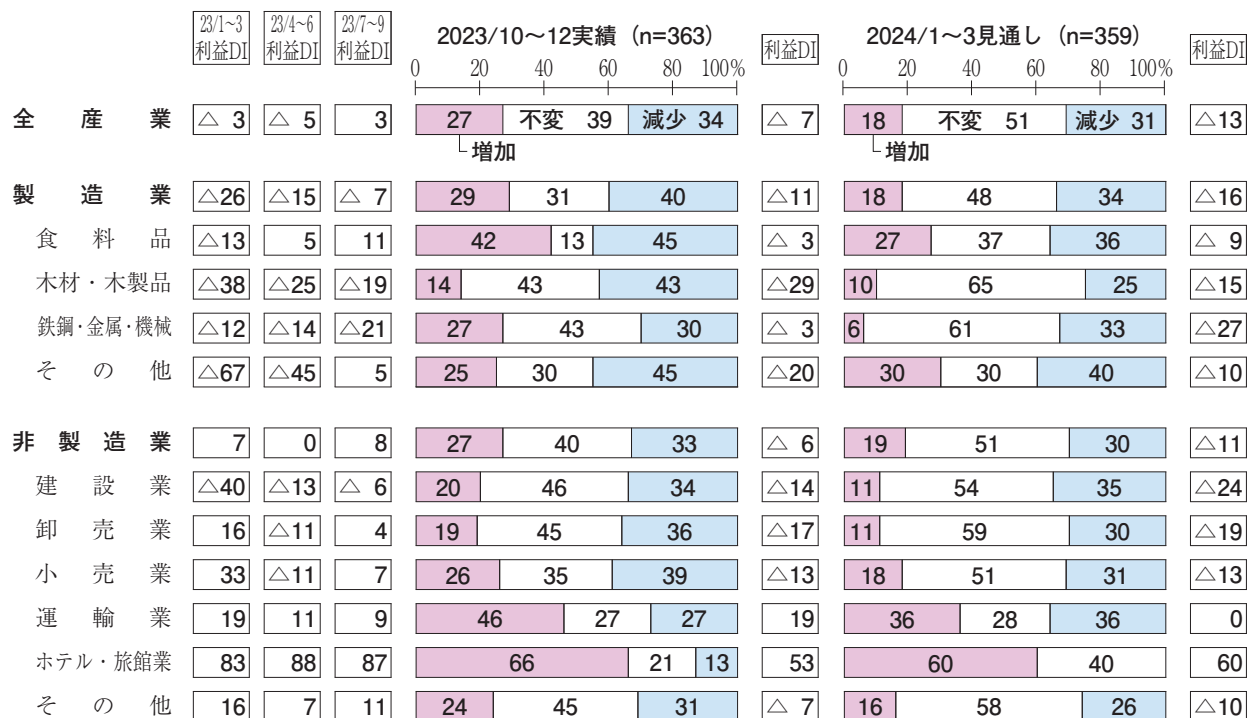 23/1~3 23/4~6 23/7~9
利益DI 利益DI 利益DI 2023/10～12実績 (n=363) 利益DI 2024/1～3見通し (n=359) 利益DI
0 20 40 60 80 100% 0 20 40 60 80 100%
全産業 △3 △5 3 27 不変 39 減少 34 △7 18 不変 51 減少 31 △13
増加 増加
製造業 △26 △15 △7 29 31 40 △11 18 48 34 △16
食料品 △13 5 11 42 13 45 △3 27 37 36 △9
木材・木製品 △38 △25 △19 14 43 43 △29 10 65 25 △15
鉄鋼・金属・機械 △12 △14 △21 27 43 30 △3 6 61 33 △27
その他 △67 △45 5 25 30 45 △20 30 30 40 △10
非製造業 7 0 8 27 40 33 △6 19 51 30 △11
建設業 △40 △13 △6 20 46 34 △14 11 54 35 △24
卸売業 16 △11 4 19 45 36 △17 11 59 30 △19
小売業 33 △11 7 26 35 39 △13 18 51 31 △13
運輸業 19 11 9 46 27 27 19 36 28 36 0
ホテル・旅館業 83 88 87 66 21 13 53 60 40 60
その他 16 7 11 24 45 31 △7 16 58 26 △10